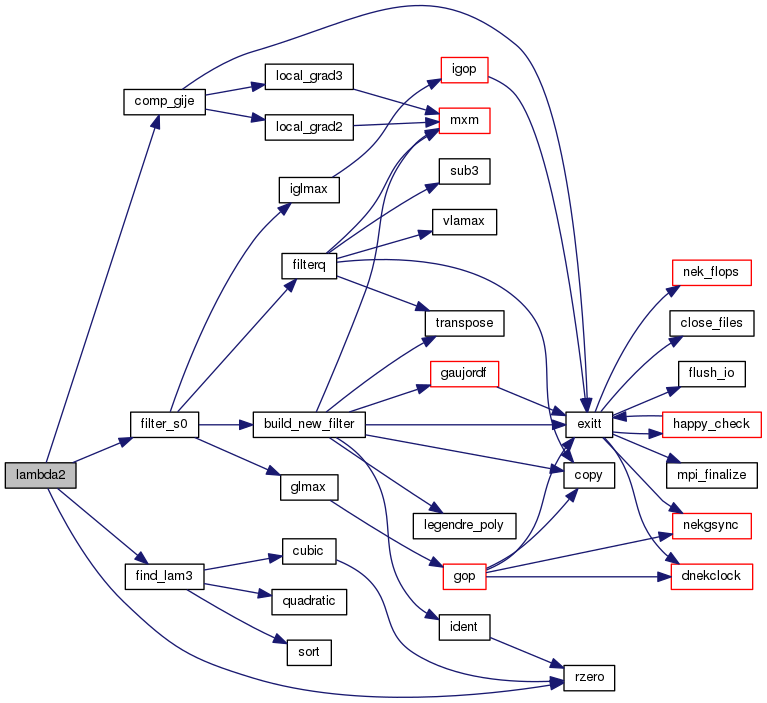 igop
local_grad3
comp_gije
mxm
local_grad2
sub3
iglmax
vlamax
filterq
nek_flops
transpose
close_files
gaujordf
flush_io
filter_s0
build_new_filter
exitt
happy_check
lambda2
copy
mpi_finalize
glmax
legendre_poly
nekgsync
cubic
find_lam3
gop
dnekclock
quadratic
ident
sort
rzero